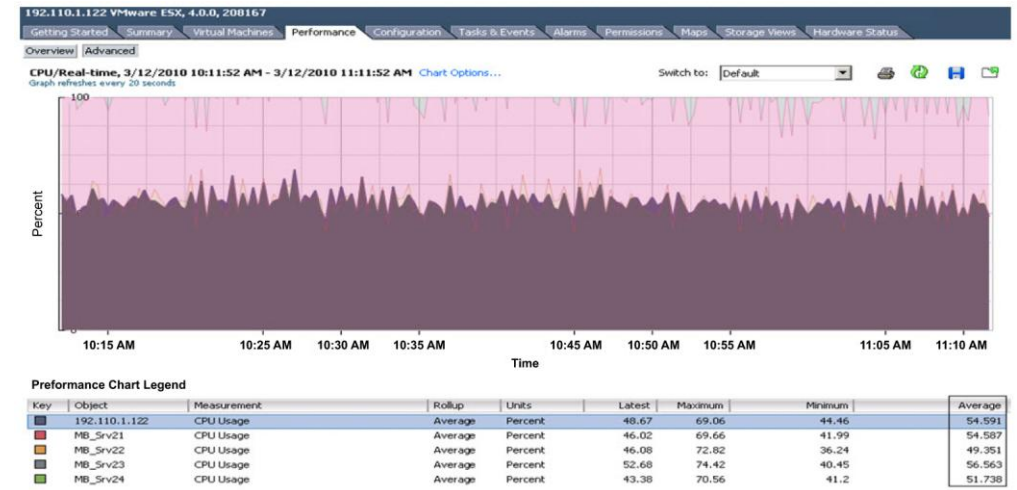 192.110.1.122 VMware ESX, 4.0.0, 208167
Getting Started Summary Virtual Machines Performance Configuration Tasks & Events Alarms Permissions Maps Storage Views Hardware Status
Overview Advanced
CPU/Real-time, 3/12/2010 10:11:52 AM - 3/12/2010 11:11:52 AM Chart Options... Switch to: Default
Graph refreshes every 20 seconds
100
Percent
0
10:15 AM 10:25 AM 10:30 AM 10:35 AM 10:45 AM 10:50 AM 10:55 AM 11:05 AM 11:10 AM
Time
Preformance Chart Legend
Key Object Measurement Rollup Units Latest Maximum Minimum Average
192.110.1.122 CPU Usage Average Percent 48.67 69.06 44.46 54.591
MB_Srv21 CPU Usage Average Percent 46.02 69.66 41.99 54.587
MB_Srv22 CPU Usage Average Percent 46.08 72.82 36.24 49.351
MB_Srv23 CPU Usage Average Percent 52.68 74.42 40.45 56.563
MB_Srv24 CPU Usage Average Percent 43.38 70.56 41.2 51.738